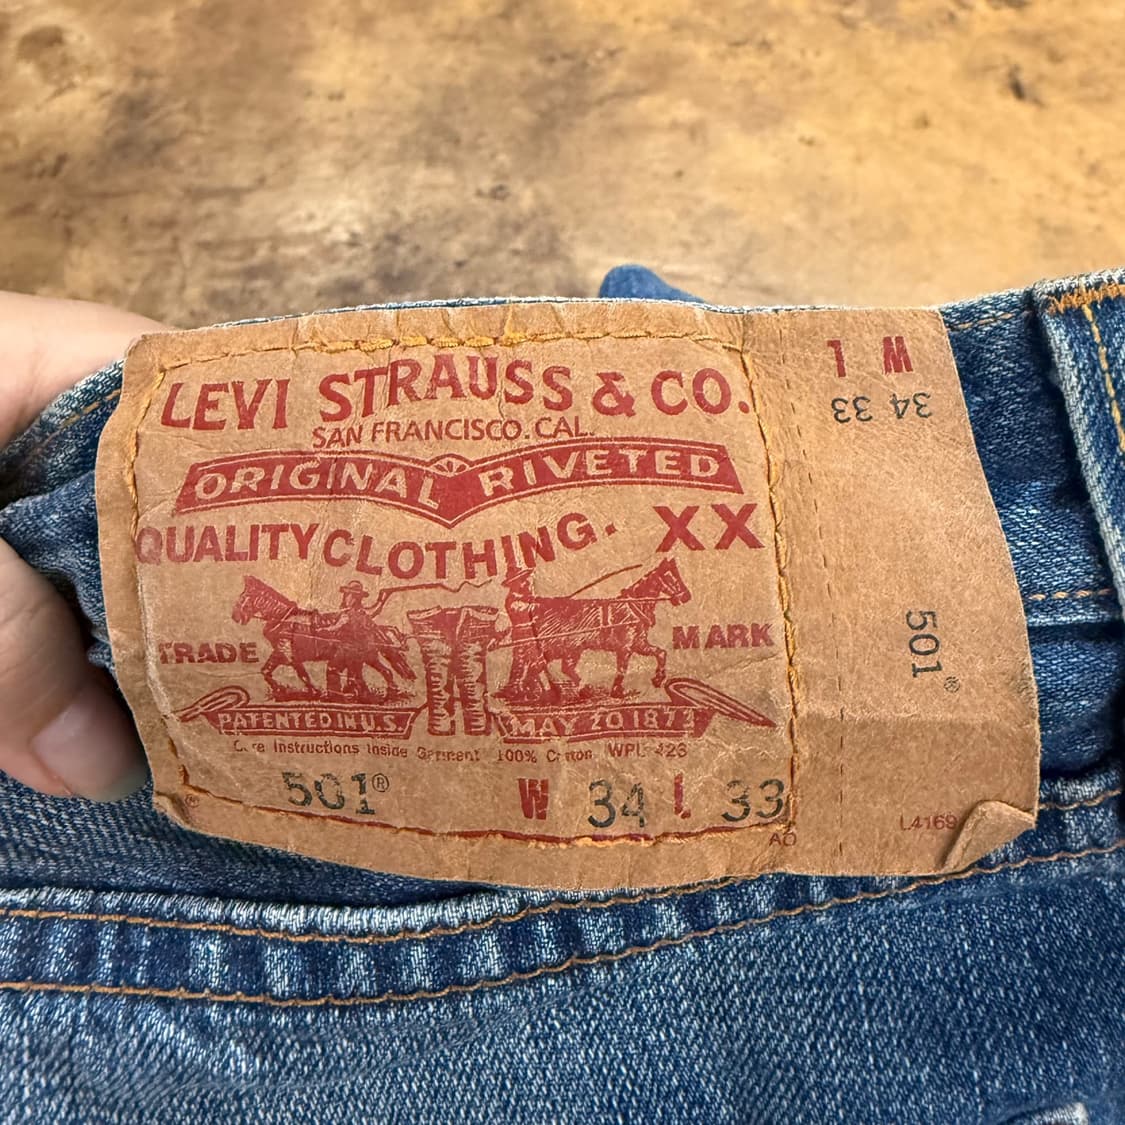 LEVI STRAUSS & CO.
SAN FRANCISCO. CAL.
ORIGINAL RIVETED
QUALITY CLOTHING. XX
TRADE MARK
PATENTED IN U.S. MAY 20 1873
Care Instructions Inside Garment 100% Cotton WPL 423
501® W 34 L 33
®
AO
W L
34 33
501®
L4169